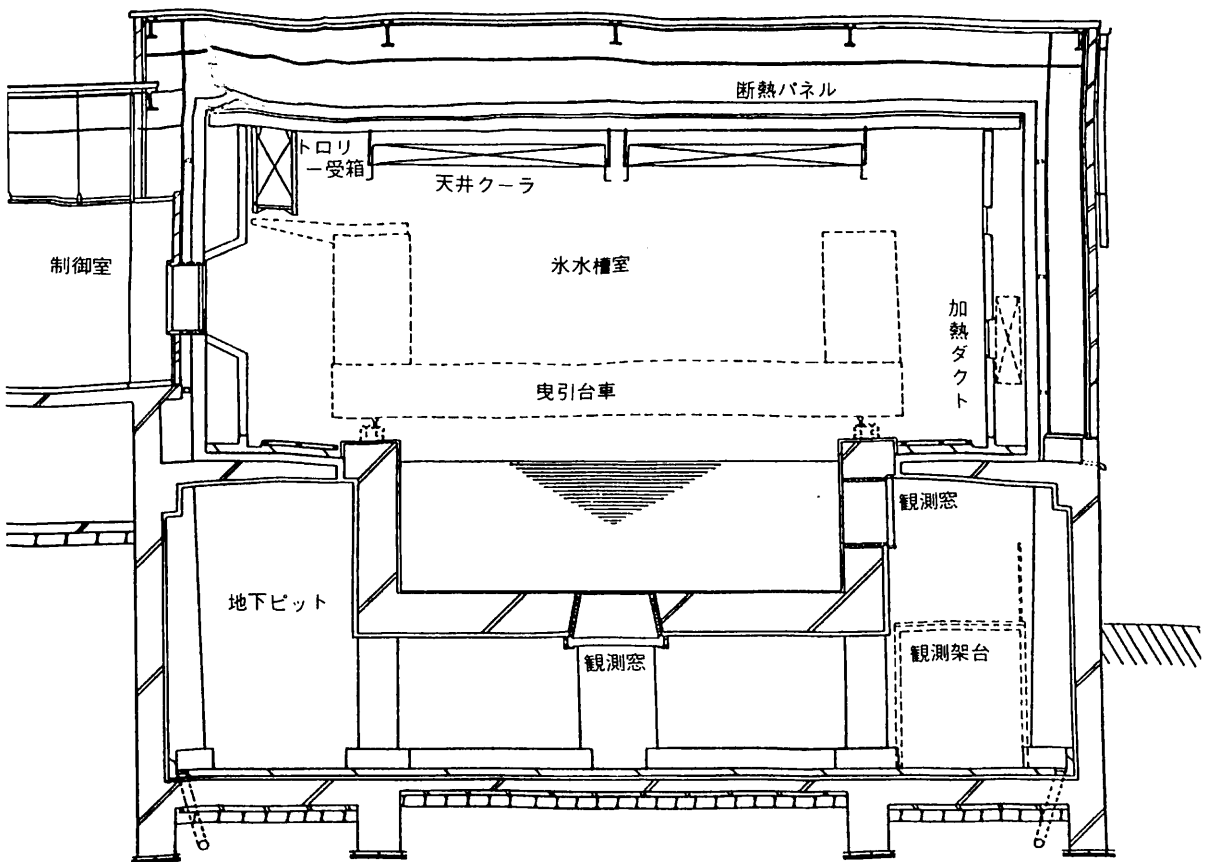 断熱パネル
トロリ
ー受箱
天井クーラ
制御室
氷水槽室
加熱ダクト
曳引台車
観測窓
地下ピット
観測窓
観測架台